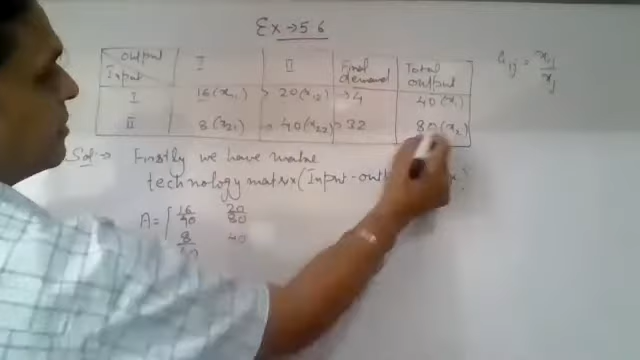 Ex → 5.6
Output I II Final demand Total output
Input
I 16(x₁₁) 20(x₁₂) → 4 40(x₁)
II 8(x₂₁) → 40(x₂₂) → 32 80(x₂)
aij = xij / xj
Sol → Firstly we have make
technology matrix (Input-out
A = [ 16/40 20/80
8/40 40